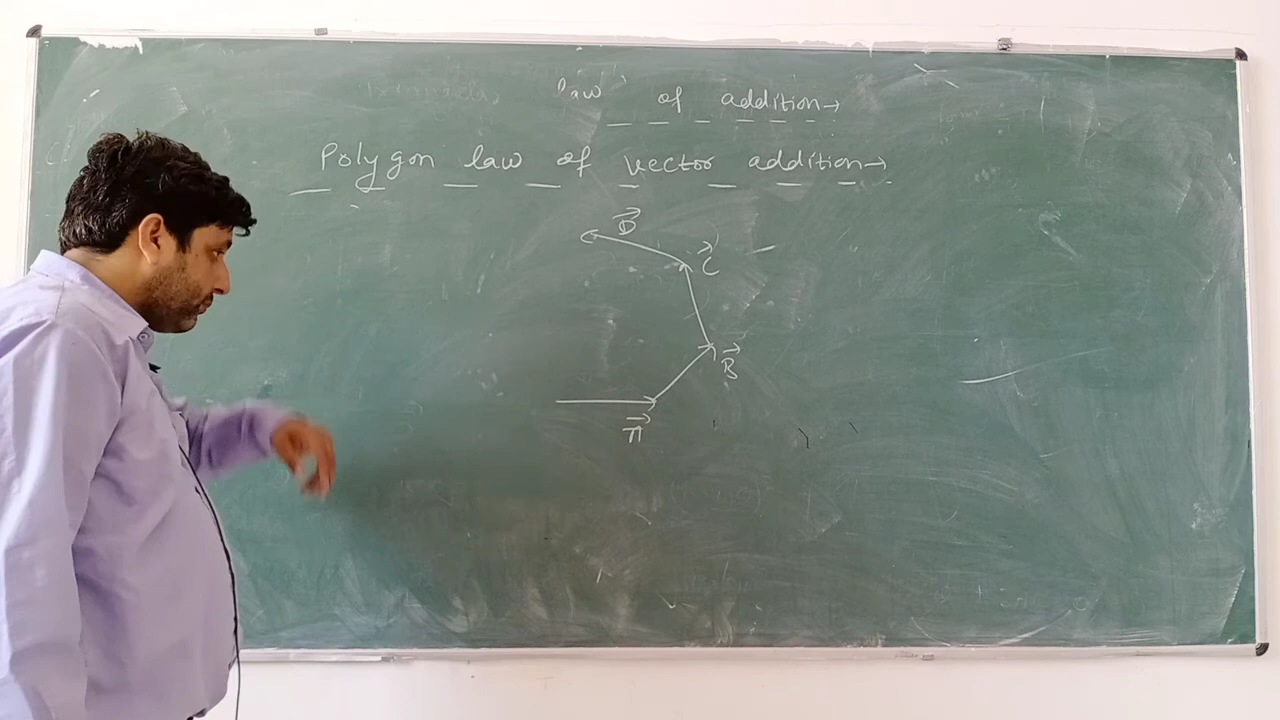 law of addition→
Polygon law of vector addition→
D⃗
C⃗
B⃗
A⃗